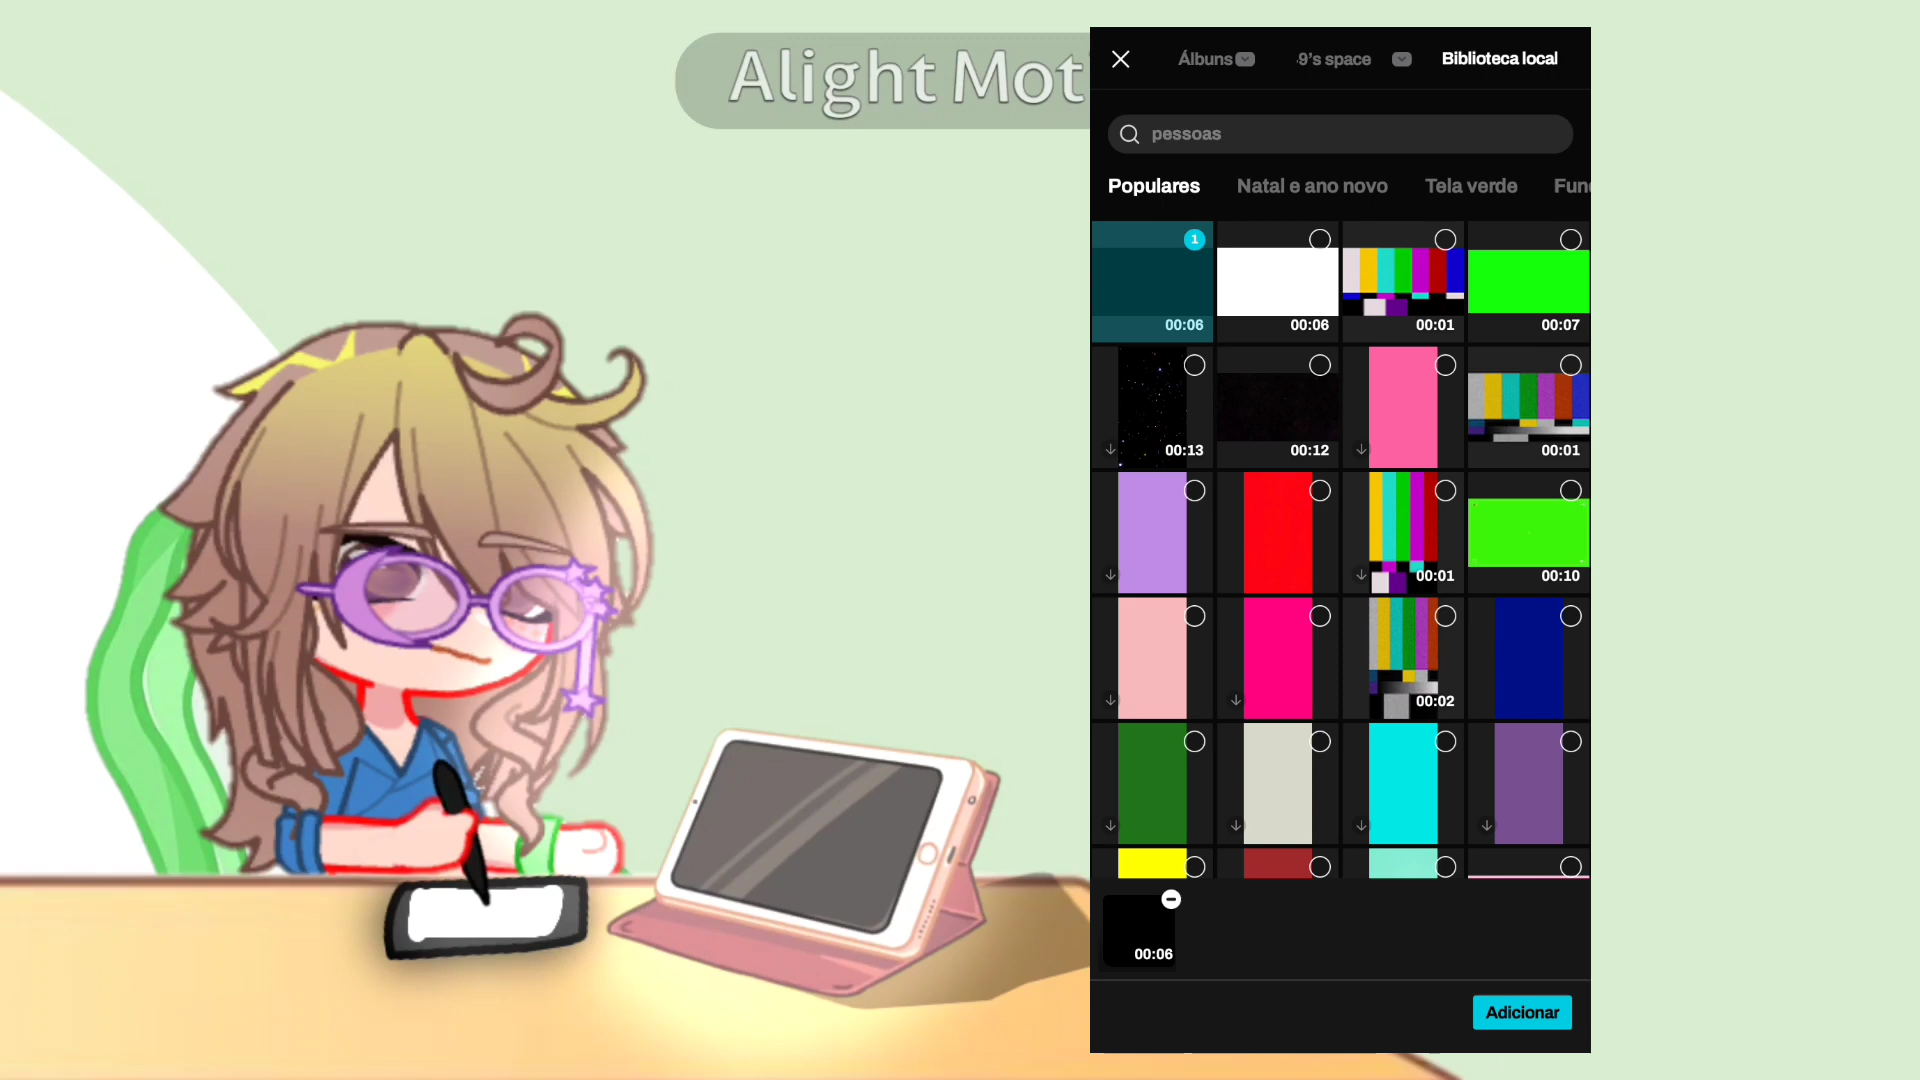 Alight Mot
Álbuns 9's space Biblioteca local
pessoas
Populares Natal e ano novo Tela verde Fun
1
00:06 00:06 00:01 00:07
00:13 00:12 00:01
00:01 00:10
00:02
00:06
Adicionar